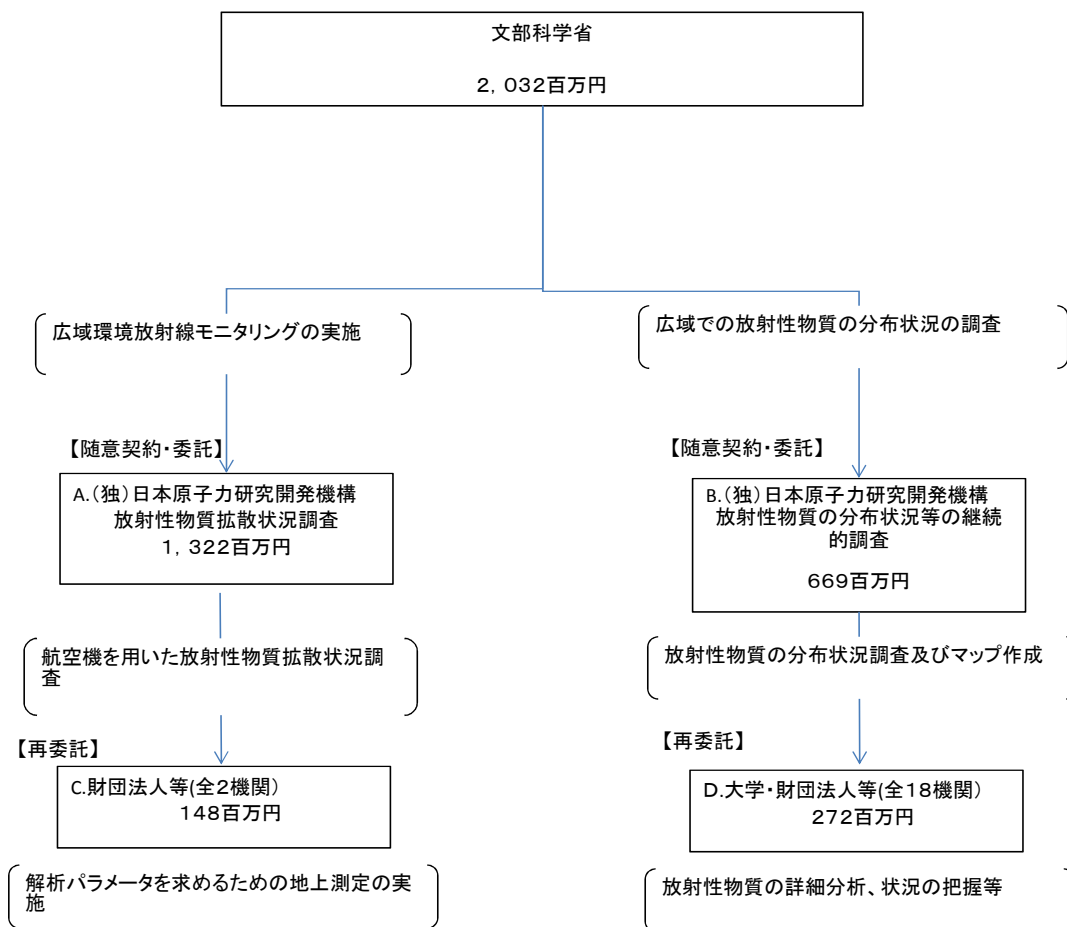 文部科学省
2，032百万円
広域環境放射線モニタリングの実施
広域での放射性物質の分布状況の調査
【随意契約・委託】
【随意契約・委託】
A.（独）日本原子力研究開発機構
放射性物質拡散状況調査
1，322百万円
B.（独）日本原子力研究開発機構
放射性物質の分布状況等の継続
的調査
669百万円
航空機を用いた放射性物質拡散状況調
査
放射性物質の分布状況調査及びマップ作成
【再委託】
【再委託】
C.財団法人等(全2機関）
148百万円
D.大学・財団法人等(全18機関）
272百万円
解析パラメータを求めるための地上測定の実
施
放射性物質の詳細分析、状況の把握等